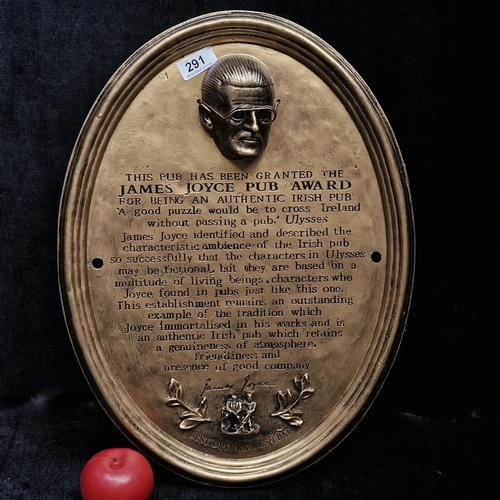 291
THIS PUB HAS BEEN GRANTED THE
JAMES JOYCE PUB AWARD
FOR BEING AN AUTHENTIC IRISH PUB
'A good puzzle would be to cross Ireland
without passing a pub.' Ulysses
James Joyce identified and described the
characteristic ambience of the Irish pub
so successfully that the characters in Ulysses
may be fictional, but they are based on a
multitude of living beings, characters who
Joyce found in pubs just like this one.
This establishment remains an outstanding
example of the tradition which
Joyce immortalised in his works and is
an authentic Irish pub which retains
a genuineness of atmosphere,
friendliness and
presence of good company
James Joyce